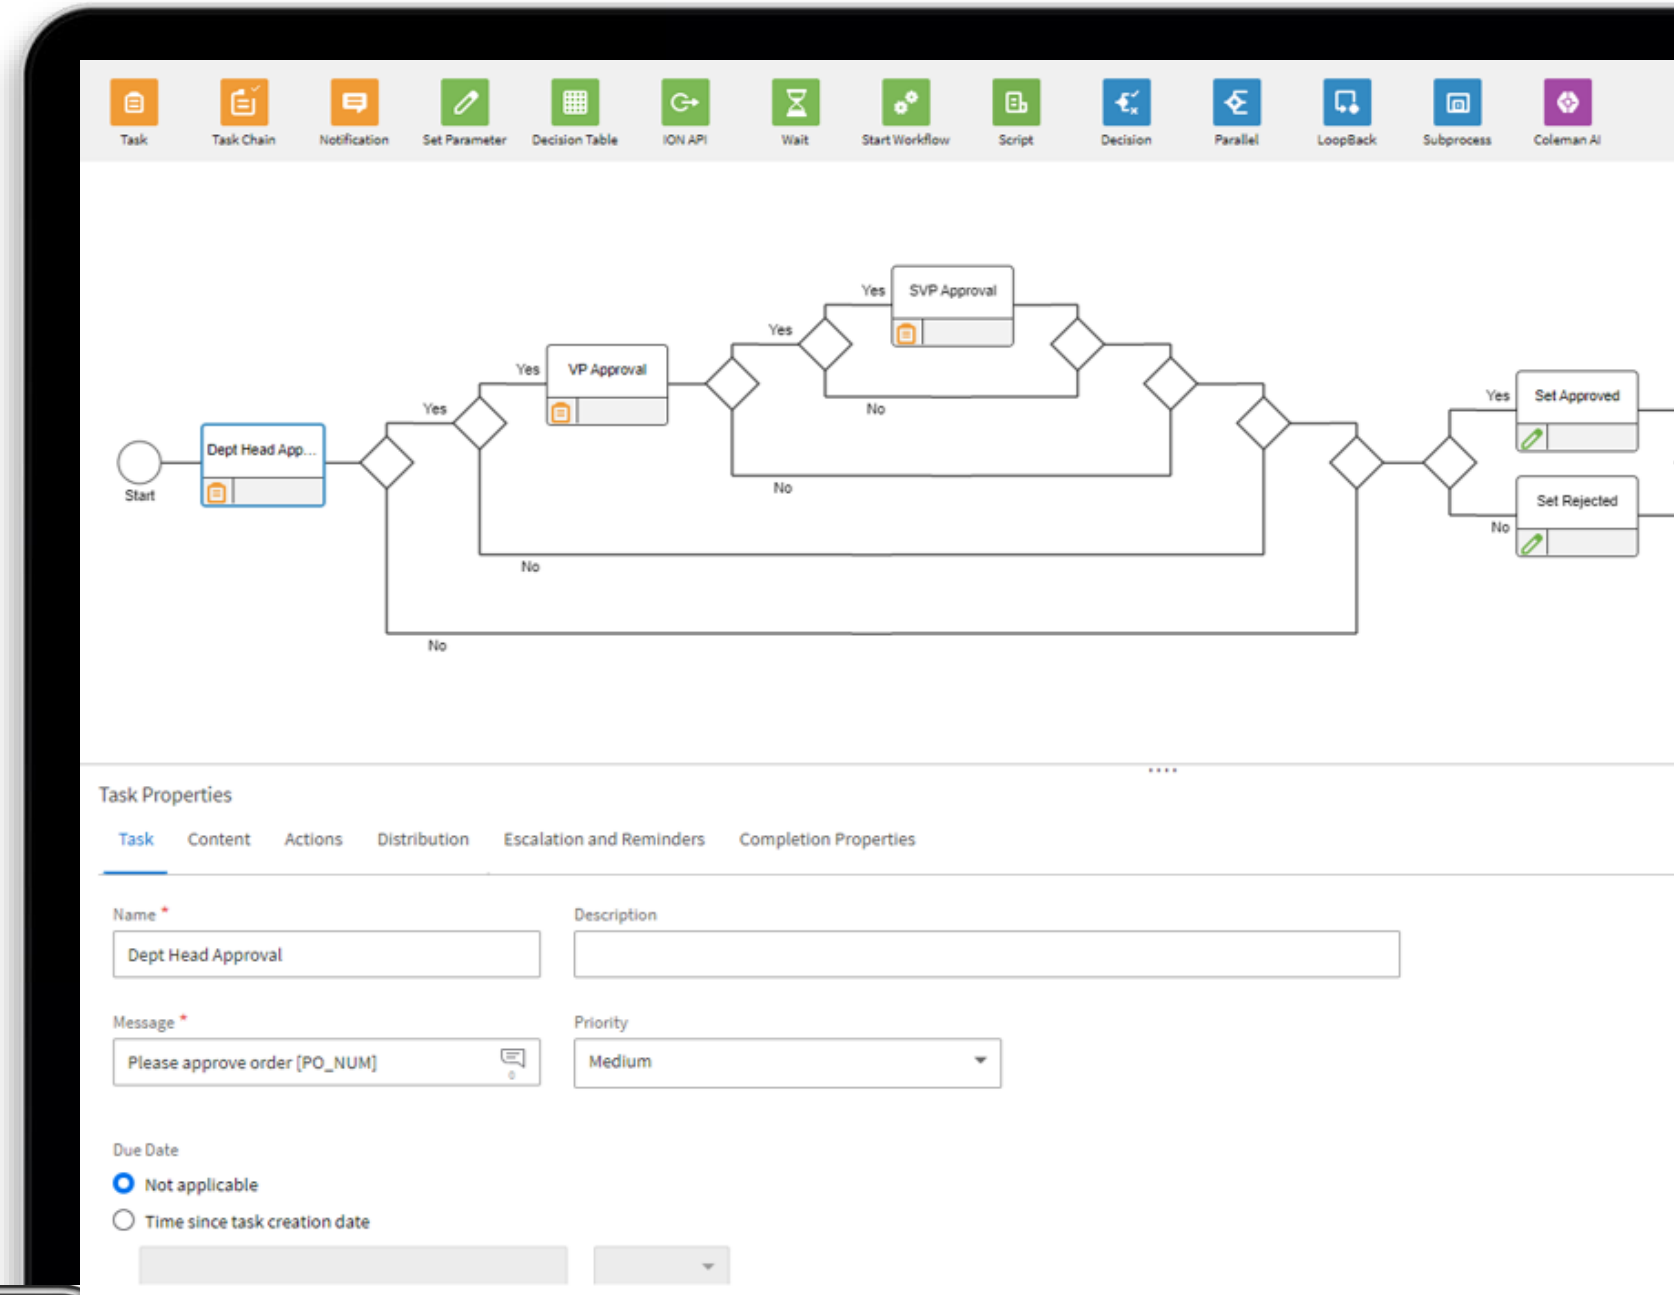 Task Task Chain Notification Set Parameter Decision Table ION API Wait Start Workflow Script Decision Parallel LoopBack Subprocess Coleman AI
Yes SVP Approval
Yes
Yes VP Approval
No
Yes
Yes Set Approved
Dept Head App...
Start
No
Set Rejected
No
No
No
Task Properties
Task Content Actions Distribution Escalation and Reminders Completion Properties
Name * Description
Dept Head Approval
Message * Priority
Please approve order [PO_NUM] 0 Medium
Due Date
Not applicable
Time since task creation date